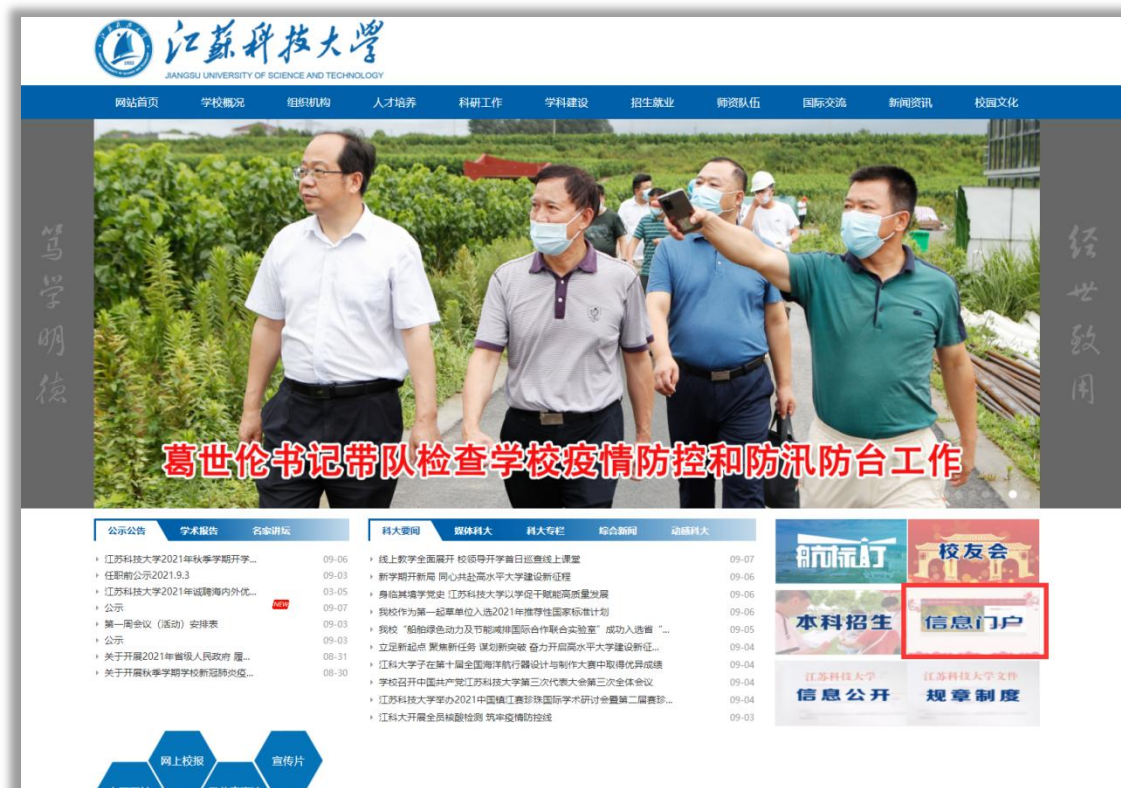 江蘇科技大學
JIANGSU UNIVERSITY OF SCIENCE AND TECHNOLOGY
网站首页 学校概况 组织机构 人才培养 科研工作 学科建设 招生就业 师资队伍 国际交流 新闻资讯 校园文化
笃学明德
经世致用
葛世伦书记带队检查学校疫情防控和防汛防台工作
公示公告 学术报告 名家讲坛
江苏科技大学2021年秋季学期开学... 09-06
任职前公示2021.9.3 09-03
江苏科技大学2021年诚聘海内外优... 03-05
公示 NEW 09-07
第一周会议（活动）安排表 09-03
公示 09-03
关于开展2021年省级人民政府 履... 08-31
关于开展秋季学期学校新冠肺炎疫... 08-30
科大要闻 媒体科大 科大专栏 综合新闻 动感科大
线上教学全面展开 校领导开学首日巡查线上课堂 09-07
新学期开新局 同心共赴高水平大学建设新征程 09-06
身临其境学党史 江苏科技大学以学促干赋能高质量发展 09-06
我校作为第一起草单位入选2021年推荐性国家标准计划 09-06
我校“船舶绿色动力及节能减排国际合作联合实验室”成功入选省“... 09-05
立足新起点 聚焦新任务 谋划新突破 奋力开启高水平大学建设新征... 09-04
江科大学子在第十届全国海洋航行器设计与制作大赛中取得优异成绩 09-04
学校召开中国共产党江苏科技大学第三次代表大会第三次全体会议 09-04
江苏科技大学举办2021中国镇江赛珍珠国际学术研讨会暨第二届赛珍... 09-04
江科大开展全员核酸检测 筑牢疫情防控线 09-03
校友会
本科招生
信息门户
江苏科技大学
信息公开
江苏科技大学文件
规章制度
网上校报
宣传片